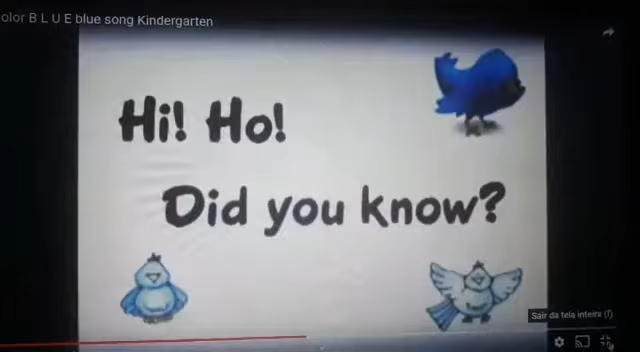 olor B L U E blue song Kindergarten
Hi! Ho!
Did you know?
Sair da tela inteira (f)